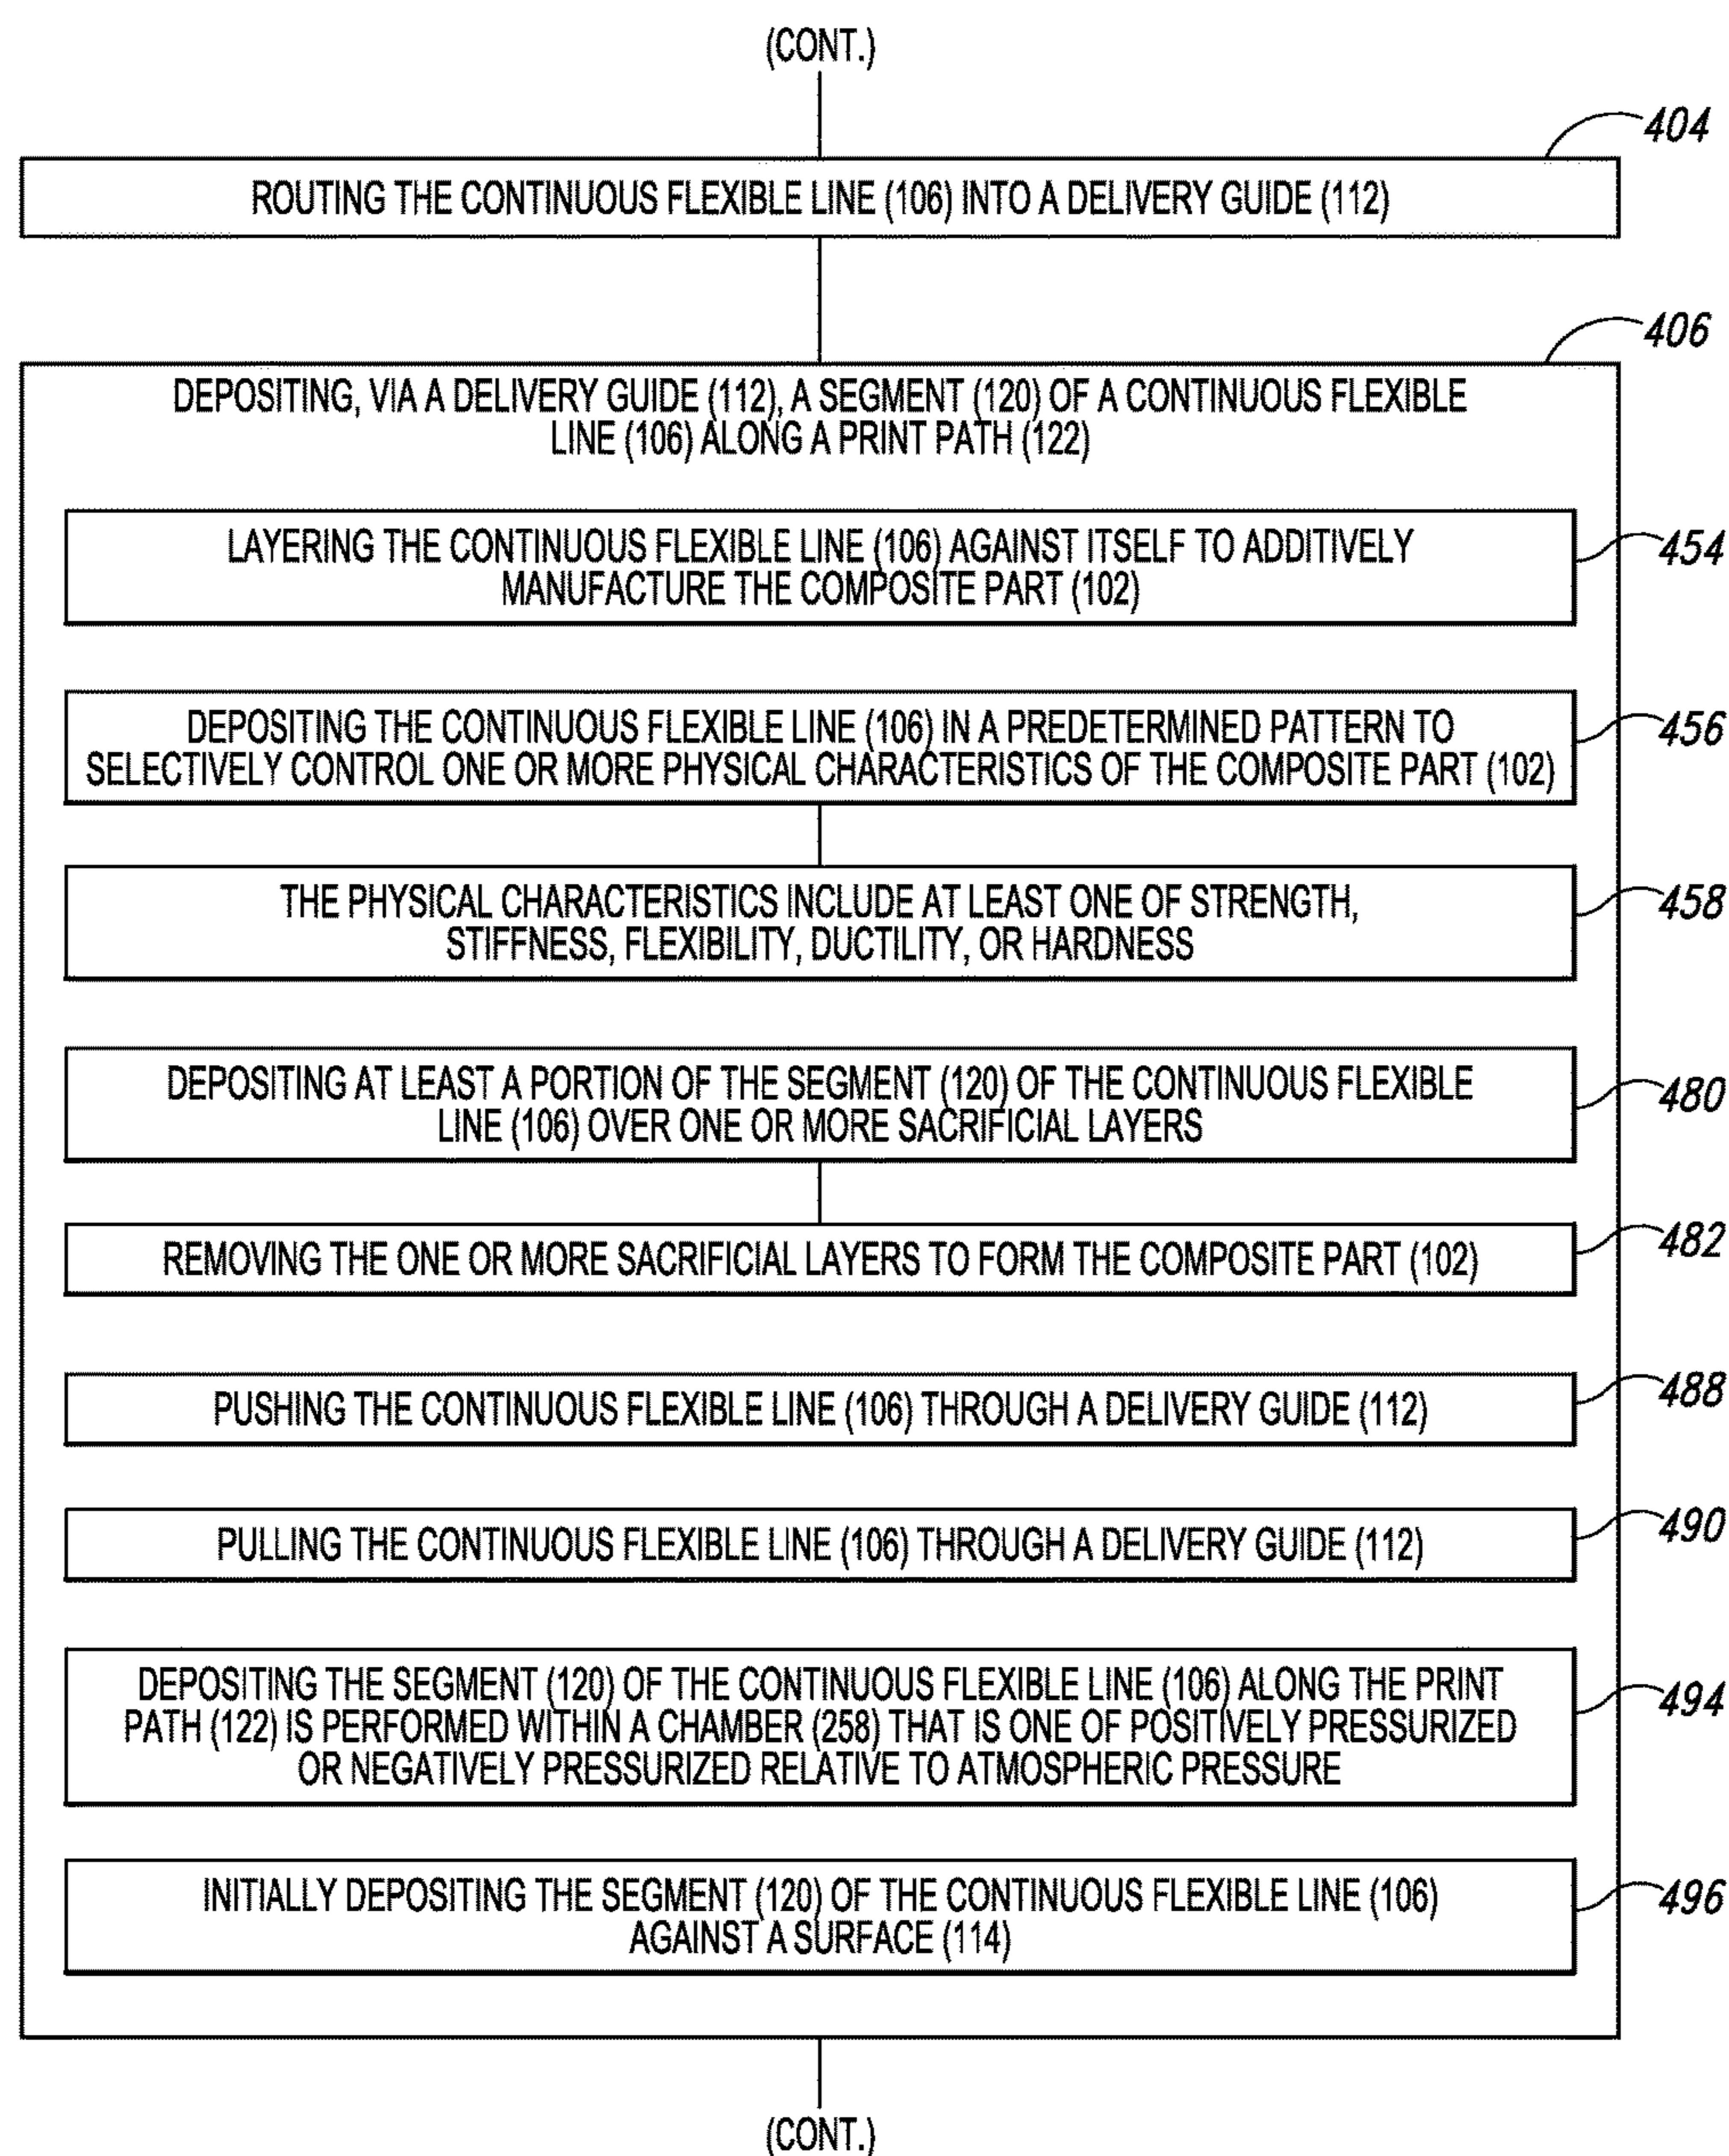 (CONT.)
404
ROUTING THE CONTINUOUS FLEXIBLE LINE (106) INTO A DELIVERY GUIDE (112)
406
DEPOSITING, VIA A DELIVERY GUIDE (112), A SEGMENT (120) OF A CONTINUOUS FLEXIBLE
LINE (106) ALONG A PRINT PATH (122)
LAYERING THE CONTINUOUS FLEXIBLE LINE (106) AGAINST ITSELF TO ADDITIVELY
MANUFACTURE THE COMPOSITE PART (102)
454
DEPOSITING THE CONTINUOUS FLEXIBLE LINE (106) IN A PREDETERMINED PATTERN TO
SELECTIVELY CONTROL ONE OR MORE PHYSICAL CHARACTERISTICS OF THE COMPOSITE PART (102)
456
THE PHYSICAL CHARACTERISTICS INCLUDE AT LEAST ONE OF STRENGTH,
STIFFNESS, FLEXIBILITY, DUCTILITY, OR HARDNESS
458
DEPOSITING AT LEAST A PORTION OF THE SEGMENT (120) OF THE CONTINUOUS FLEXIBLE
LINE (106) OVER ONE OR MORE SACRIFICIAL LAYERS
480
REMOVING THE ONE OR MORE SACRIFICIAL LAYERS TO FORM THE COMPOSITE PART (102)
482
PUSHING THE CONTINUOUS FLEXIBLE LINE (106) THROUGH A DELIVERY GUIDE (112)
488
PULLING THE CONTINUOUS FLEXIBLE LINE (106) THROUGH A DELIVERY GUIDE (112)
490
DEPOSITING THE SEGMENT (120) OF THE CONTINUOUS FLEXIBLE LINE (106) ALONG THE PRINT
PATH (122) IS PERFORMED WITHIN A CHAMBER (258) THAT IS ONE OF POSITIVELY PRESSURIZED
OR NEGATIVELY PRESSURIZED RELATIVE TO ATMOSPHERIC PRESSURE
494
INITIALLY DEPOSITING THE SEGMENT (120) OF THE CONTINUOUS FLEXIBLE LINE (106)
AGAINST A SURFACE (114)
496
(CONT.)